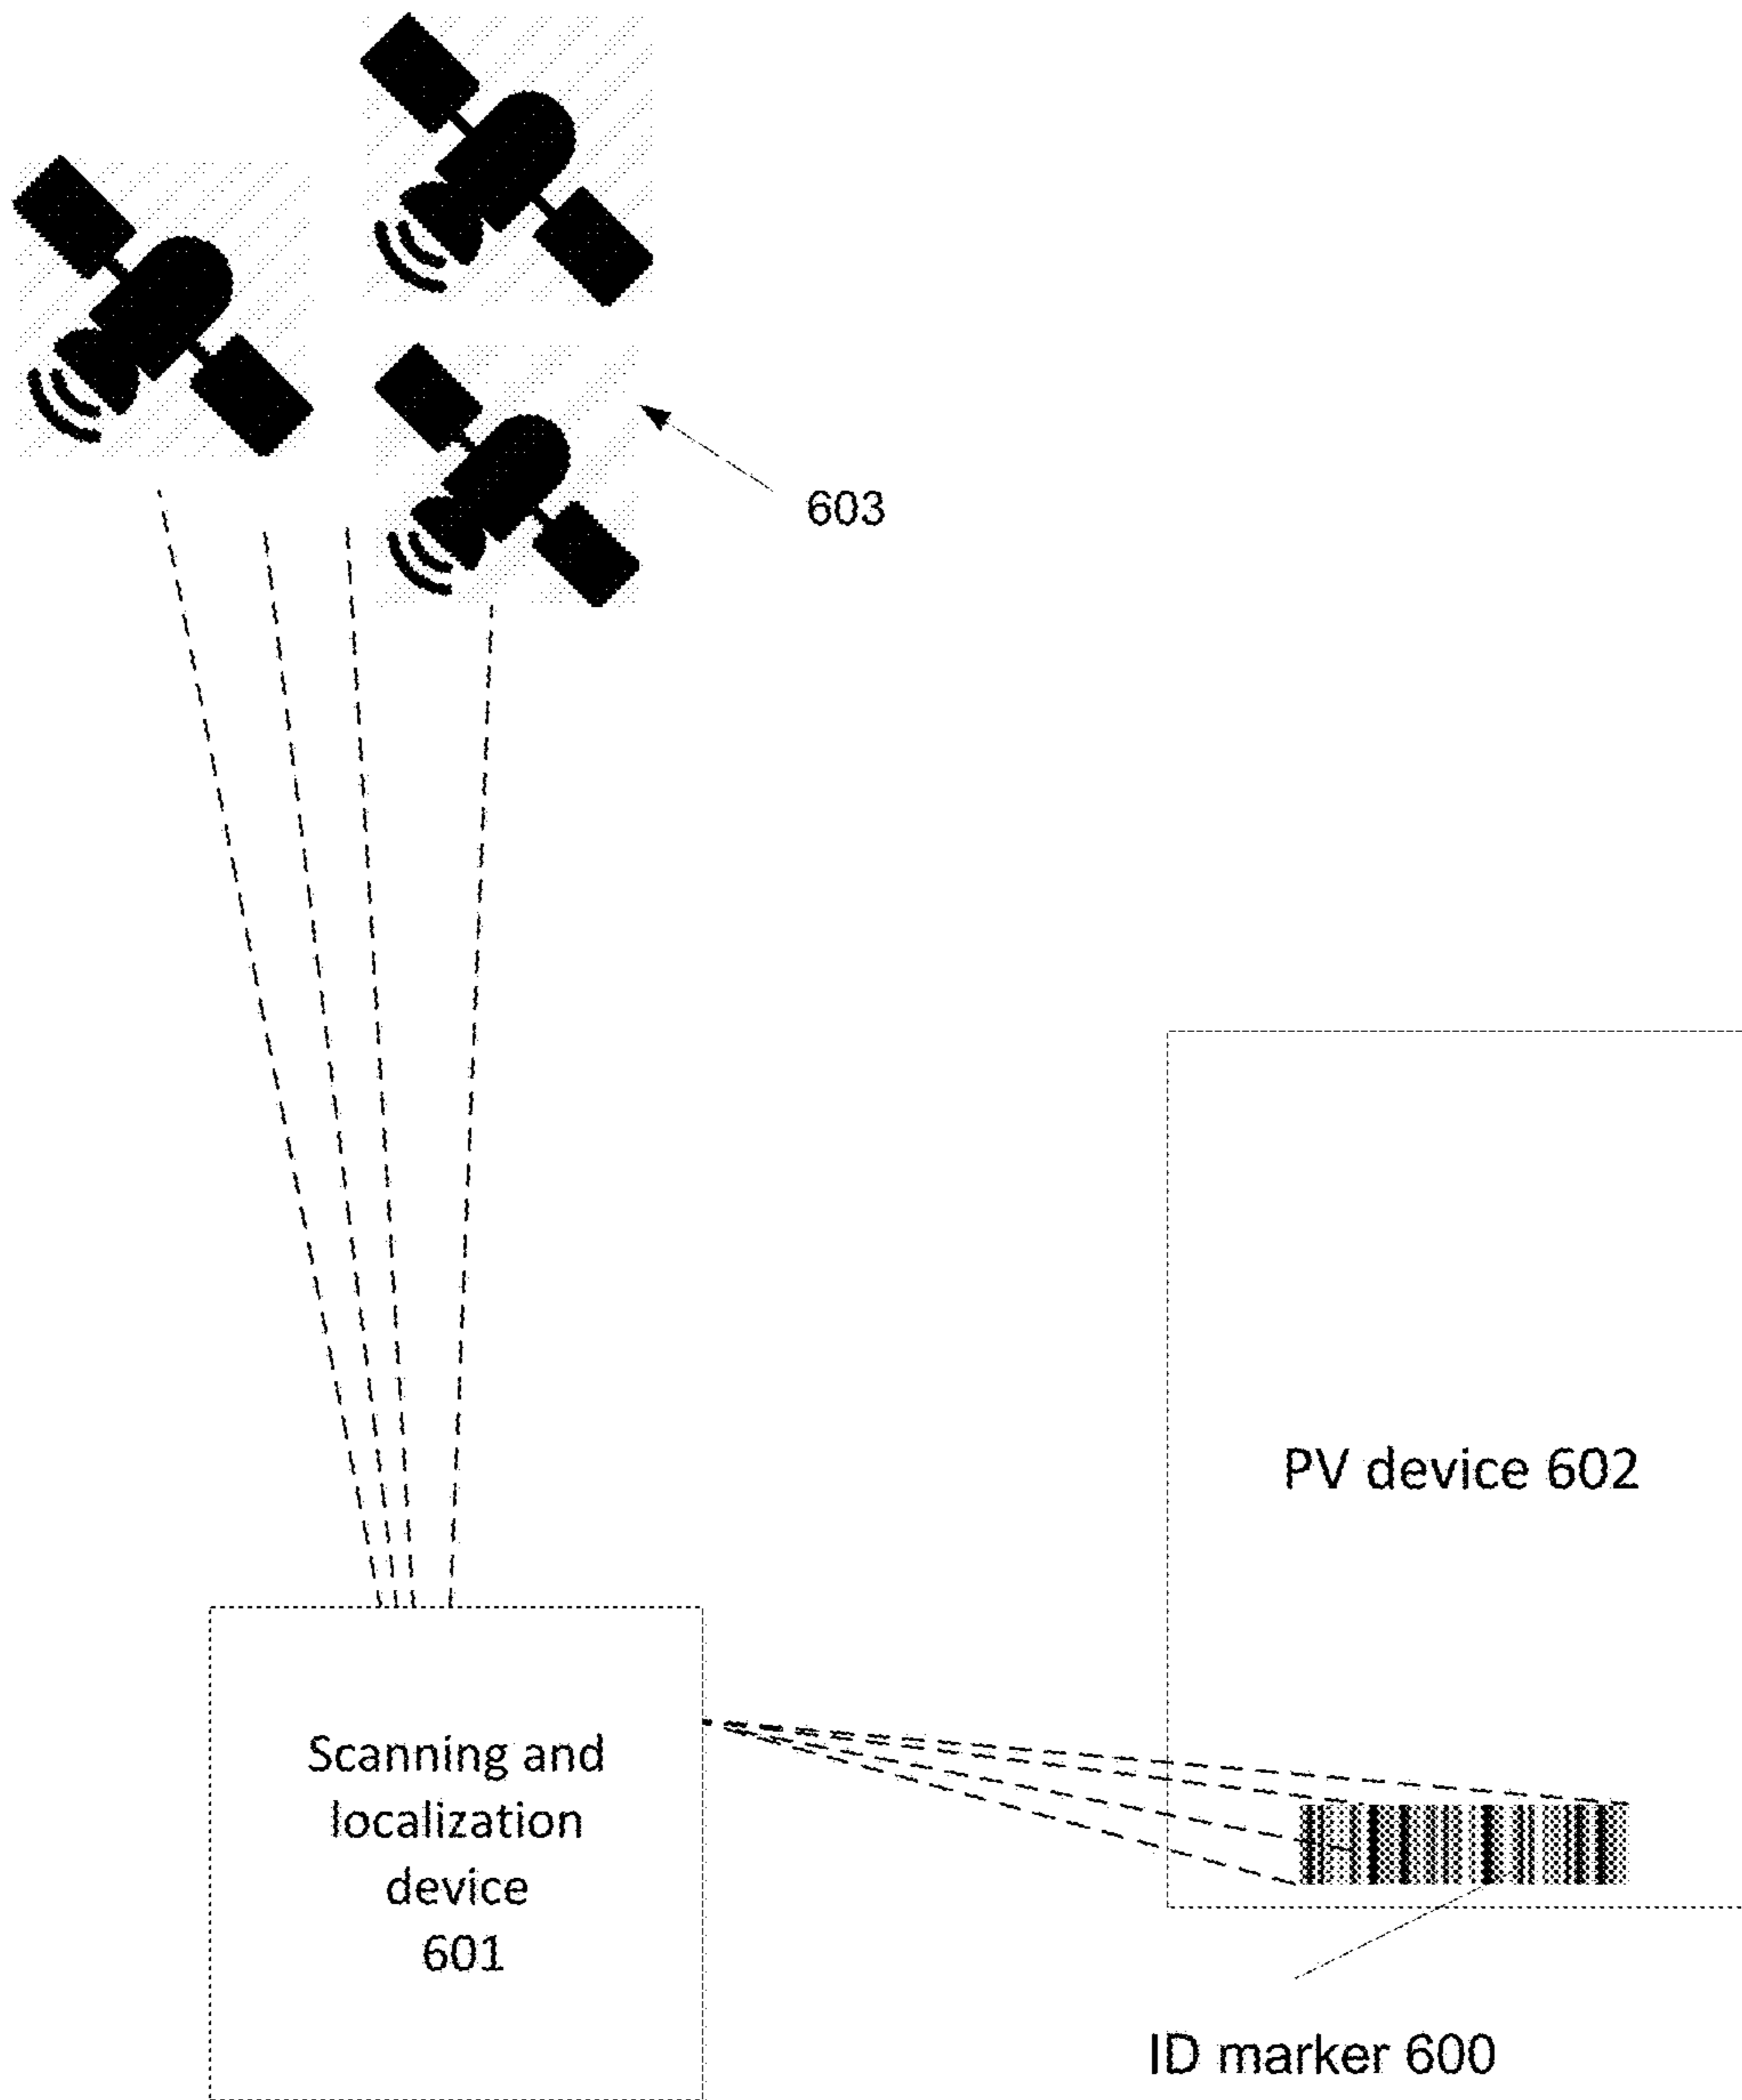 603
PV device 602
Scanning and
localization
device
601
ID marker 600